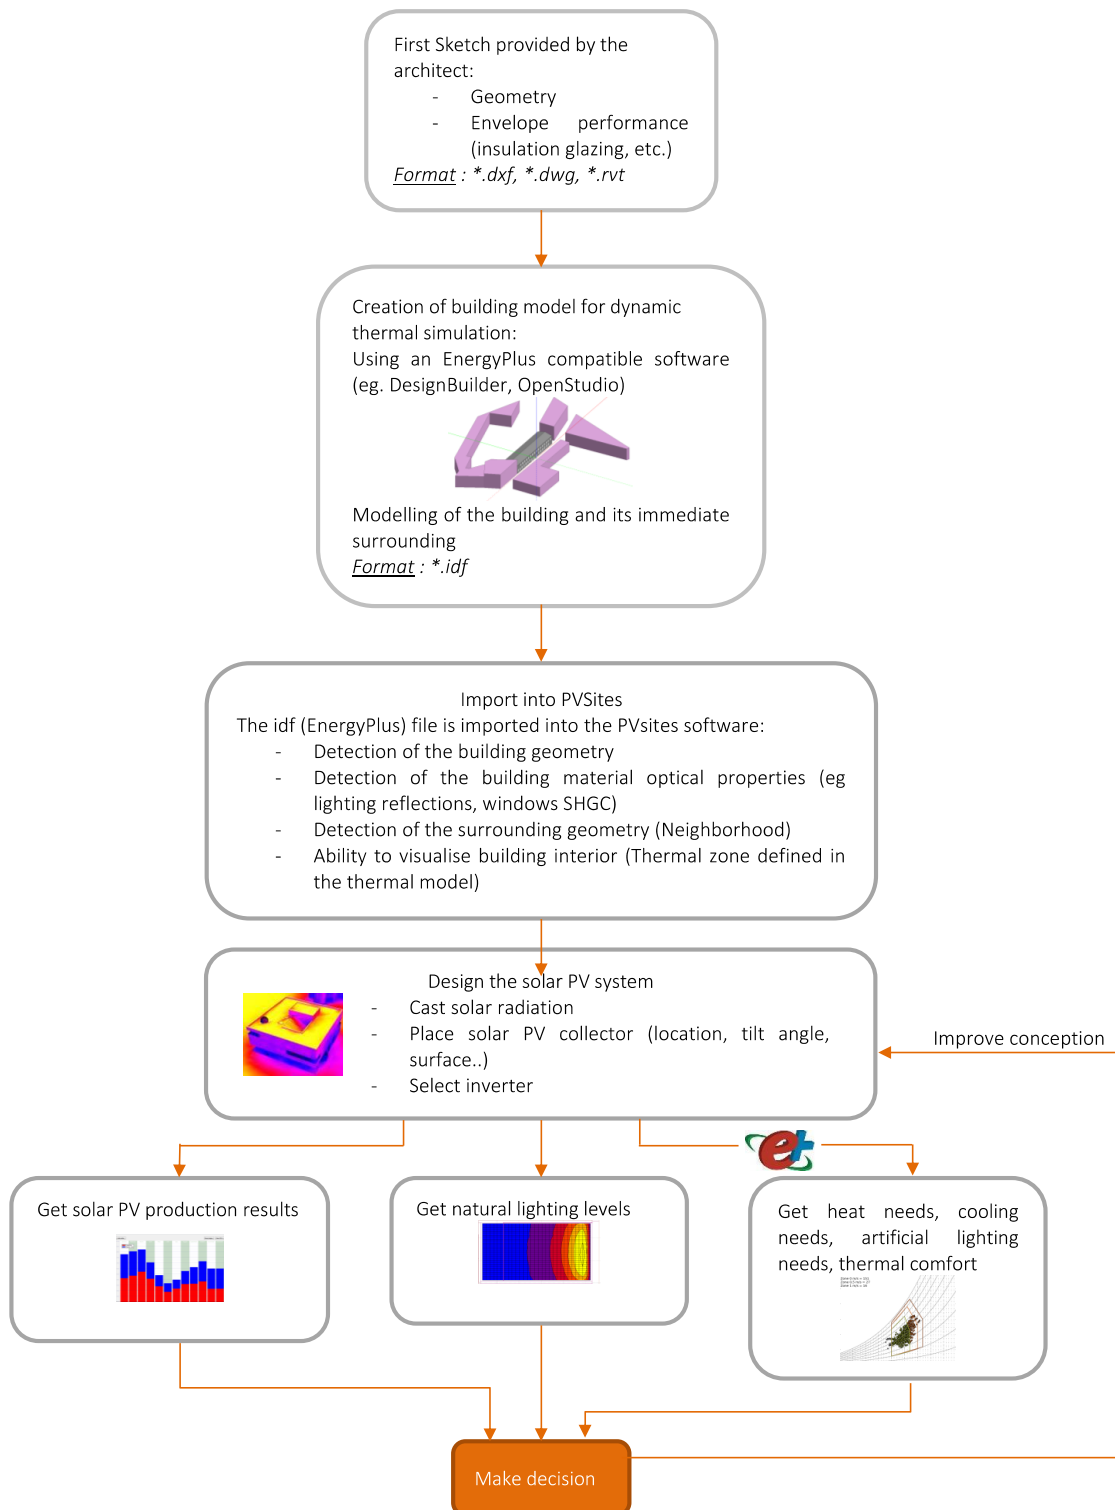 First Sketch provided by the
architect:
- Geometry
- Envelope performance
(insulation glazing, etc.)
Format : *.dxf, *.dwg, *.rvt
Creation of building model for dynamic
thermal simulation:
Using an EnergyPlus compatible software
(eg. DesignBuilder, OpenStudio)
Modelling of the building and its immediate
surrounding
Format : *.idf
Import into PVSites
The idf (EnergyPlus) file is imported into the PVsites software:
- Detection of the building geometry
- Detection of the building material optical properties (eg
lighting reflections, windows SHGC)
- Detection of the surrounding geometry (Neighborhood)
- Ability to visualise building interior (Thermal zone defined in
the thermal model)
Design the solar PV system
- Cast solar radiation
- Place solar PV collector (location, tilt angle,
surface..)
- Select inverter
Improve conception
e+
Get solar PV production results
Get natural lighting levels
Get heat needs, cooling
needs, artificial lighting
needs, thermal comfort
Make decision